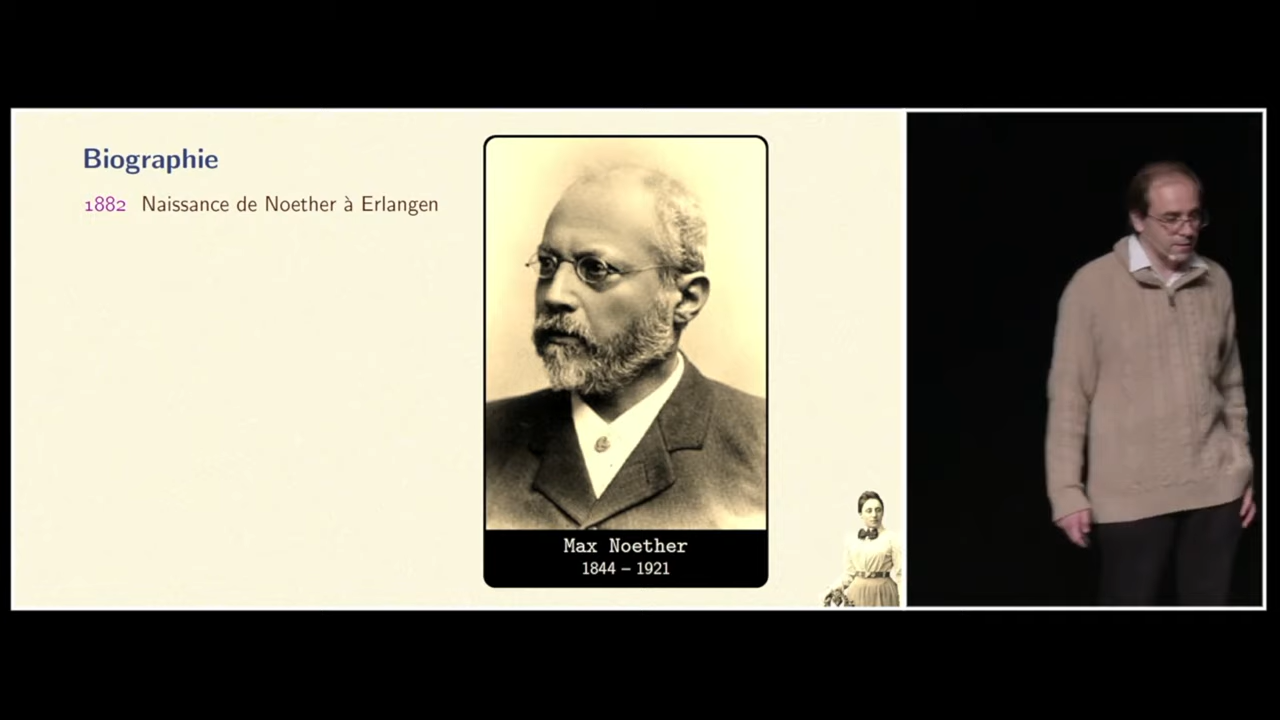 Biographie
1882 Naissance de Noether à Erlangen
Max Noether
1844 – 1921